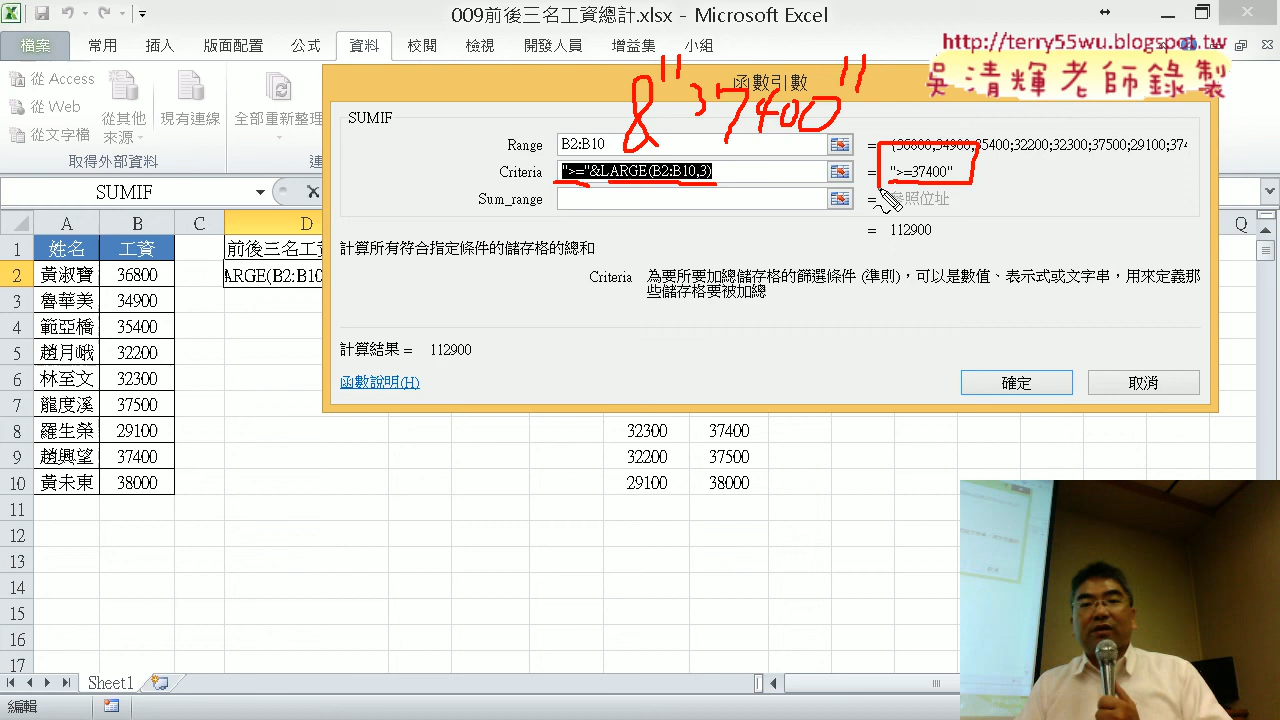 009前後三名工資總計.xlsx - Microsoft Excel
檔案 常用 插入 版面配置 公式 資料 校閱 檢視 開發人員 增益集 小組
http://terry55wu.blogspot.tw
吳清輝老師錄製
從 Access
從 Web
從文字檔
從其他來源
現有連線
全部重新整理
取得外部資料
函數引數
&"37400"
SUMIF
Range B2:B10
Criteria ">="&LARGE(B2:B10,3) = ">=37400"
Sum_range = 參照位址
= 112900
計算所有符合指定條件的儲存格的總和
Criteria 為要所要加總儲存格的篩選條件 (準則)，可以是數值、表示式或文字串，用來定義那
些儲存格要被加總
計算結果 = 112900
函數說明(H)
確定 取消
SUMIF
A B C D Q
1 姓名 工資 前後三名工資
2 黃淑寶 36800 ARGE(B2:B10
3 魯華美 34900
4 範亞橋 35400
5 趙月峨 32200
6 林至文 32300
7 龍度溪 37500
8 羅生榮 29100 32300 37400
9 趙興望 37400 32200 37500
10 黃未東 38000 29100 38000
11
12
13
14
15
16
17
Sheet1
編輯